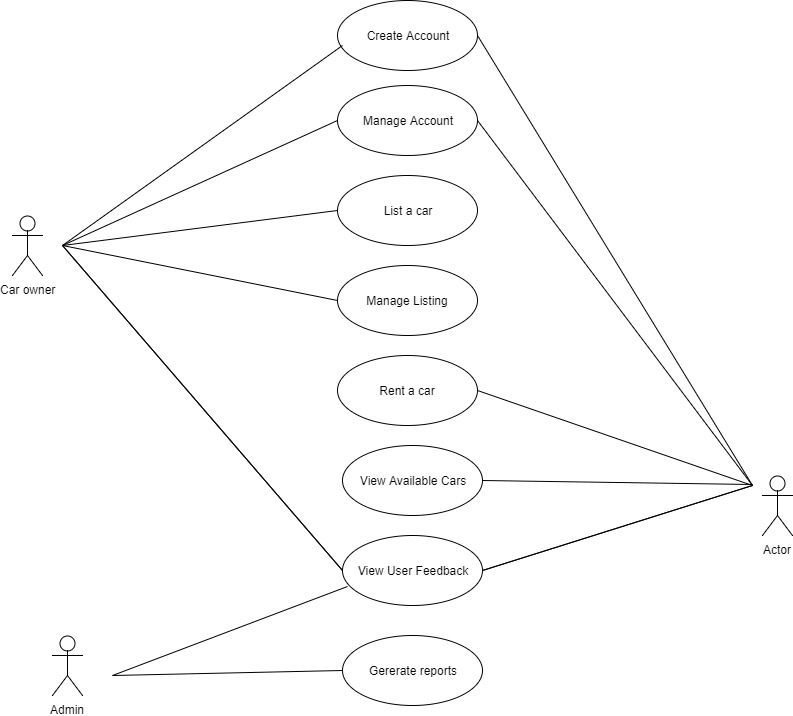 Create Account
Manage Account
List a car
Car owner
Manage Listing
Rent a car
View Available Cars
Actor
View User Feedback
Gererate reports
Admin